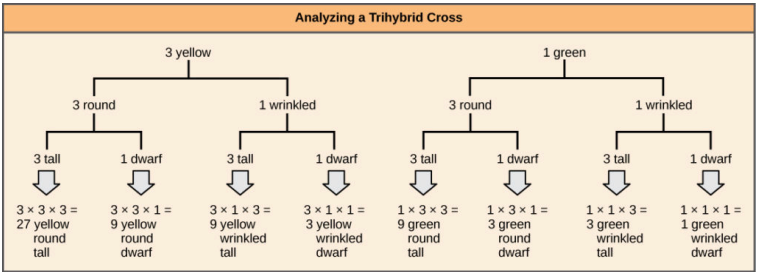 Analyzing a Trihybrid Cross
3 yellow
1 green
3 round
1 wrinkled
3 round
1 wrinkled
3 tall
1 dwarf
3 tall
1 dwarf
3 tall
1 dwarf
3 tall
1 dwarf
3 × 3 × 3 =
27 yellow
round
tall
3 × 3 × 1 =
9 yellow
round
dwarf
3 × 1 × 3 =
9 yellow
wrinkled
tall
3 × 1 × 1 =
3 yellow
wrinkled
dwarf
1 × 3 × 3 =
9 green
round
tall
1 × 3 × 1 =
3 green
round
dwarf
1 × 1 × 3 =
3 green
wrinkled
tall
1 × 1 × 1 =
1 green
wrinkled
dwarf